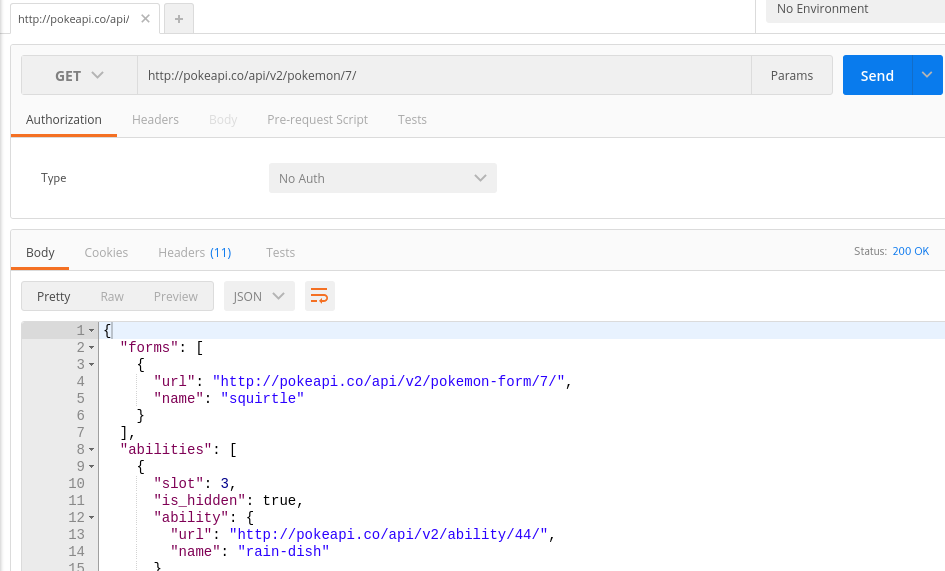 http://pokeapi.co/api/ ✕ + No Environment
GET http://pokeapi.co/api/v2/pokemon/7/ Params Send
Authorization Headers Body Pre-request Script Tests
Type No Auth
Body Cookies Headers (11) Tests Status: 200 OK
Pretty Raw Preview JSON
1 {
2 "forms": [
3 {
4 "url": "http://pokeapi.co/api/v2/pokemon-form/7/",
5 "name": "squirtle"
6 }
7 ],
8 "abilities": [
9 {
10 "slot": 3,
11 "is_hidden": true,
12 "ability": {
13 "url": "http://pokeapi.co/api/v2/ability/44/",
14 "name": "rain-dish"
15 }